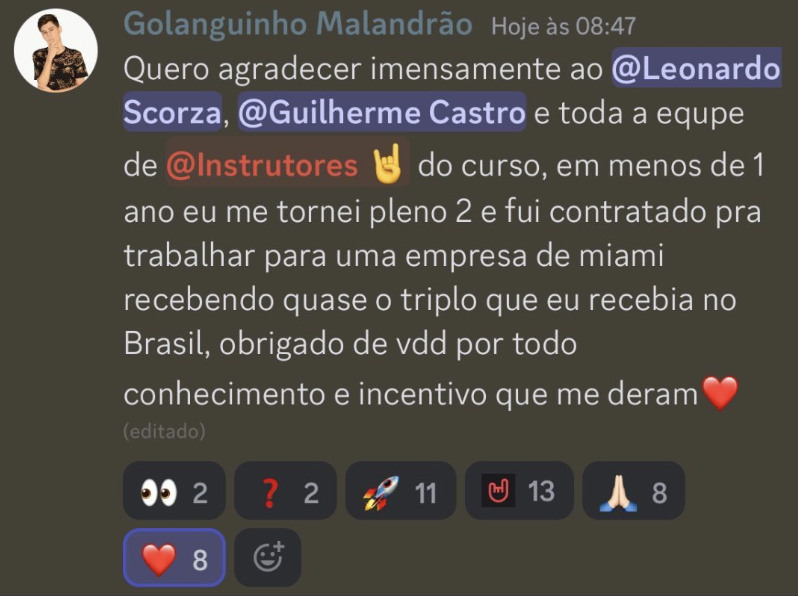 Golanguinho Malandrão Hoje às 08:47
Quero agradecer imensamente ao @Leonardo
Scorza, @Guilherme Castro e toda a equpe
de @Instrutores 🤘 do curso, em menos de 1
ano eu me tornei pleno 2 e fui contratado pra
trabalhar para uma empresa de miami
recebendo quase o triplo que eu recebia no
Brasil, obrigado de vdd por todo
conhecimento e incentivo que me deram❤️
(editado)
👀 2 ❓ 2 🚀 11 13 🙏🏻 8
❤️ 8